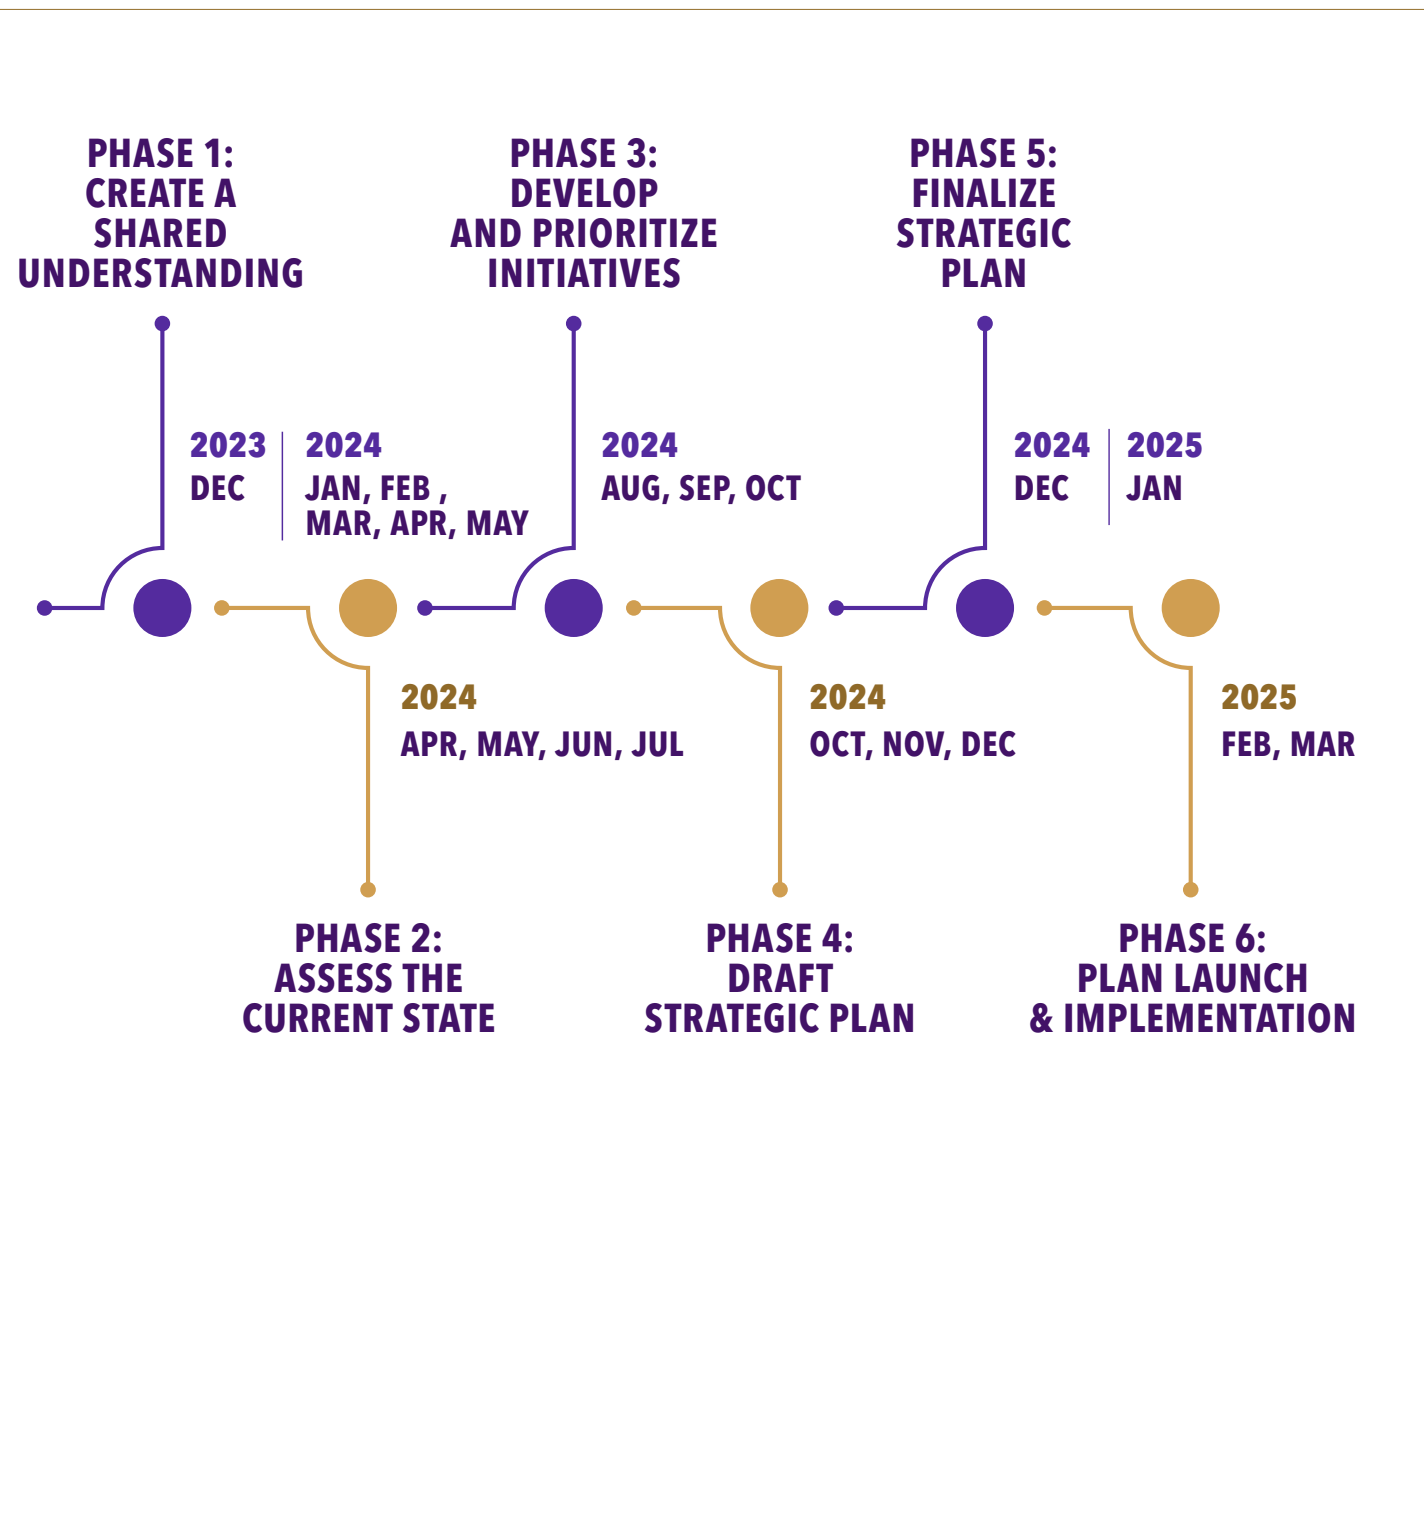 PHASE 1:
CREATE A
SHARED
UNDERSTANDING
2023
DEC
2024
JAN, FEB ,
MAR, APR, MAY
2024
APR, MAY, JUN, JUL
PHASE 2:
ASSESS THE
CURRENT STATE
PHASE 3:
DEVELOP
AND PRIORITIZE
INITIATIVES
2024
AUG, SEP, OCT
2024
OCT, NOV, DEC
PHASE 4:
DRAFT
STRATEGIC PLAN
PHASE 5:
FINALIZE
STRATEGIC
PLAN
2024
DEC
2025
JAN
2025
FEB, MAR
PHASE 6:
PLAN LAUNCH
& IMPLEMENTATION